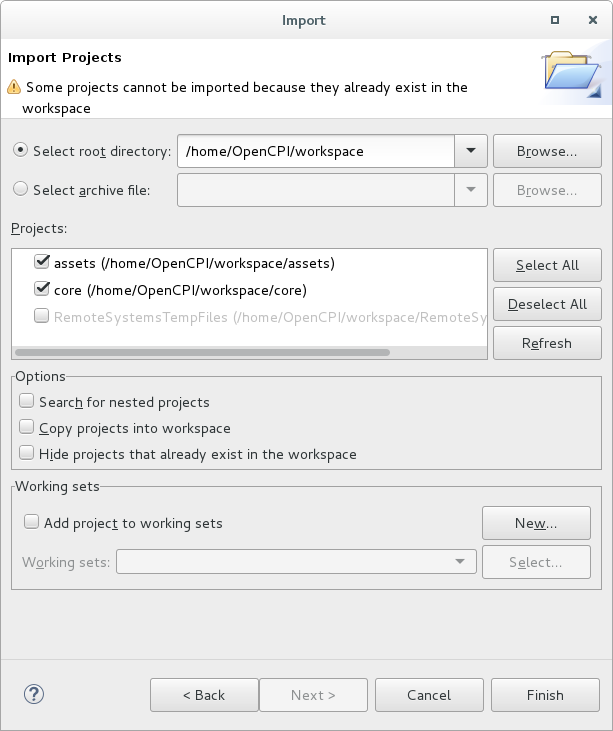 Import
Import Projects
Some projects cannot be imported because they already exist in the
workspace
Select root directory: /home/OpenCPI/workspace Browse...
Select archive file: Browse...
Projects:
assets (/home/OpenCPI/workspace/assets)
core (/home/OpenCPI/workspace/core)
RemoteSystemsTempFiles (/home/OpenCPI/workspace/RemoteSy
Select All
Deselect All
Refresh
Options
Search for nested projects
Copy projects into workspace
Hide projects that already exist in the workspace
Working sets
Add project to working sets New...
Working sets: Select...
? < Back Next > Cancel Finish